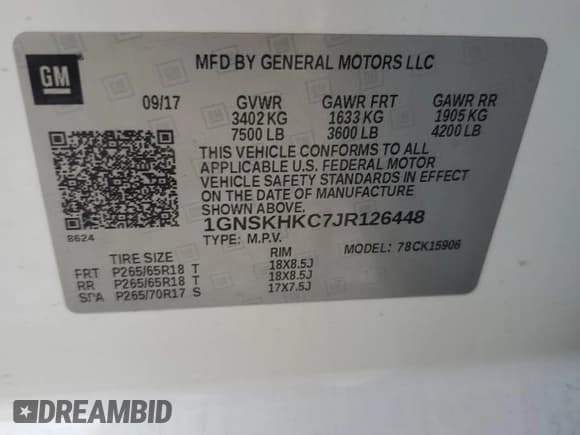 GM
MFD BY GENERAL MOTORS LLC
09/17 GVWR GAWR FRT GAWR RR
3402 KG 1633 KG 1905 KG
7500 LB 3600 LB 4200 LB
THIS VEHICLE CONFORMS TO ALL
APPLICABLE U.S. FEDERAL MOTOR
VEHICLE SAFETY STANDARDS IN EFFECT
ON THE DATE OF MANUFACTURE
SHOWN ABOVE.
8624
1GNSKHKC7JR126448
TYPE: M.P.V. MODEL: 78CK15906
TIRE SIZE RIM
FRT P265/65R18 T 18X8.5J
RR P265/65R18 T 18X8.5J
SPA P265/70R17 S 17X7.5J
DREAMBID